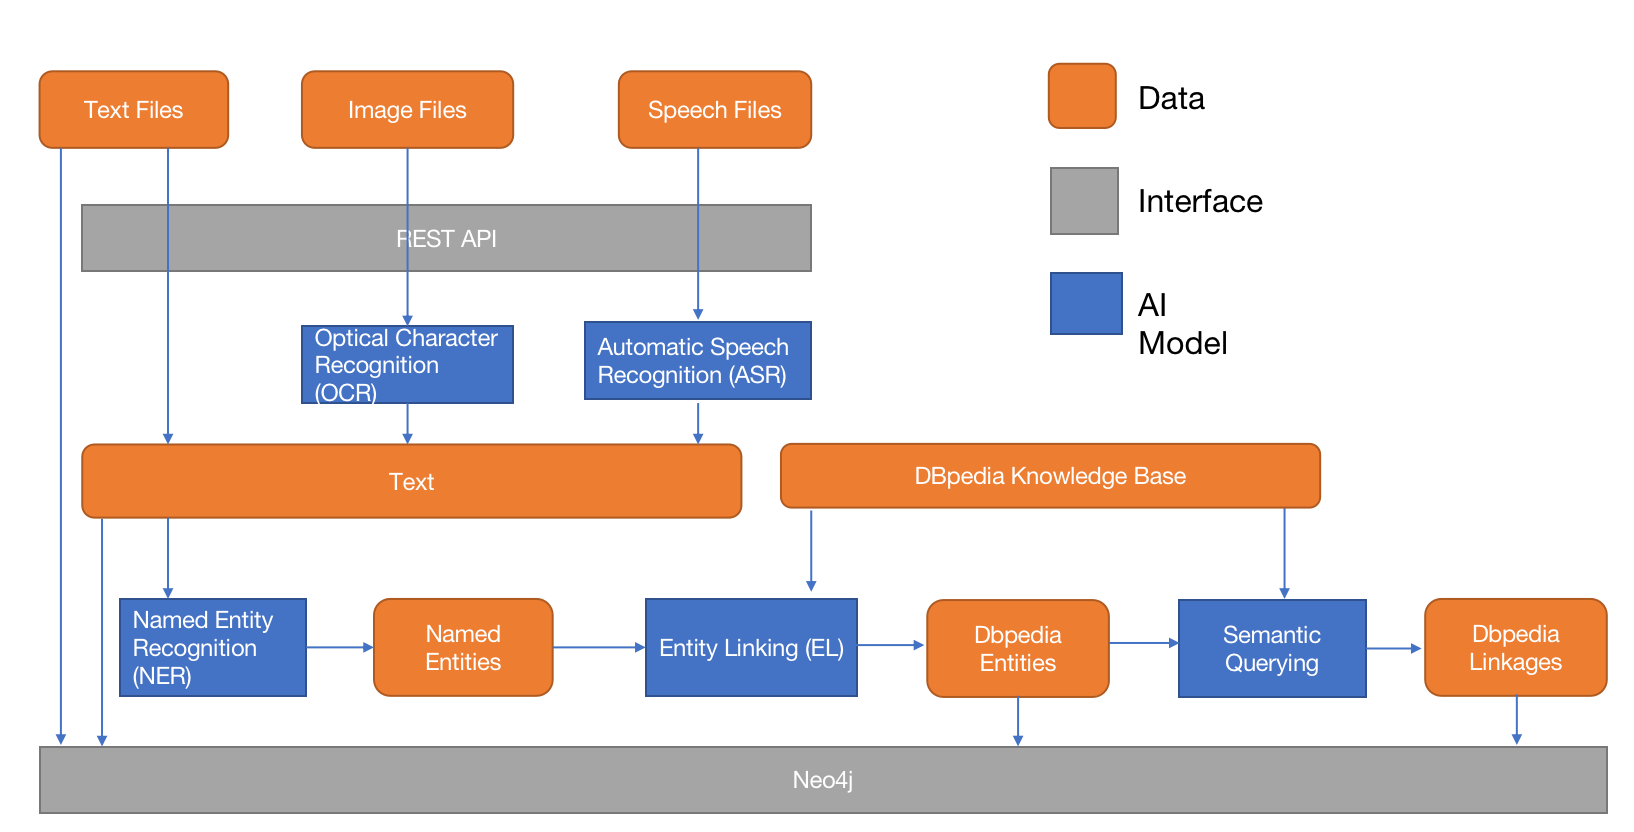 Text Files
Image Files
Speech Files
Data
REST API
Interface
Optical Character
Recognition
(OCR)
Automatic Speech
Recognition (ASR)
AI
Model
Text
DBpedia Knowledge Base
Named Entity
Recognition
(NER)
Named
Entities
Entity Linking (EL)
Dbpedia
Entities
Semantic
Querying
Dbpedia
Linkages
Neo4j